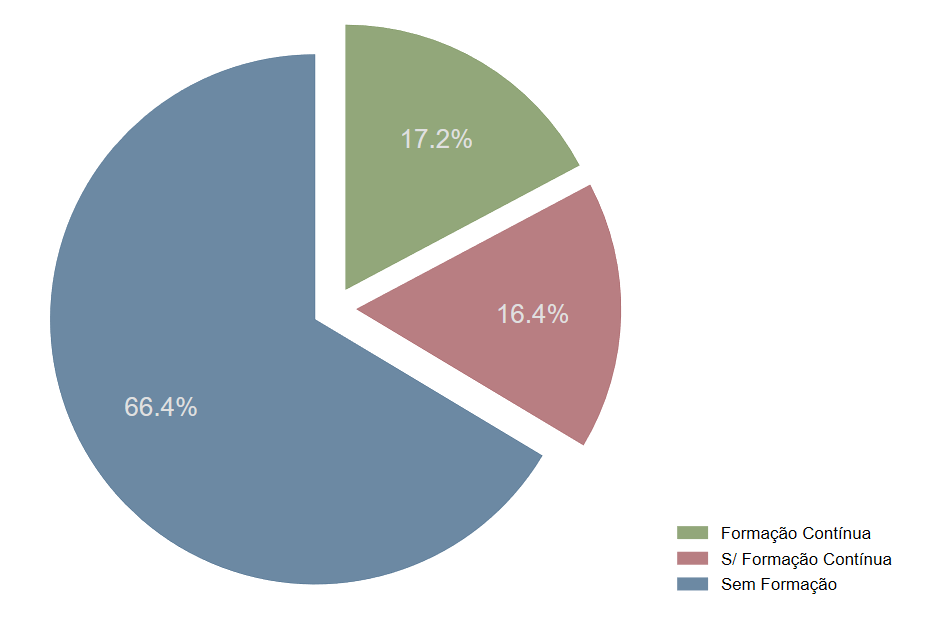 17.2%
16.4%
66.4%
Formação Contínua
S/ Formação Contínua
Sem Formação